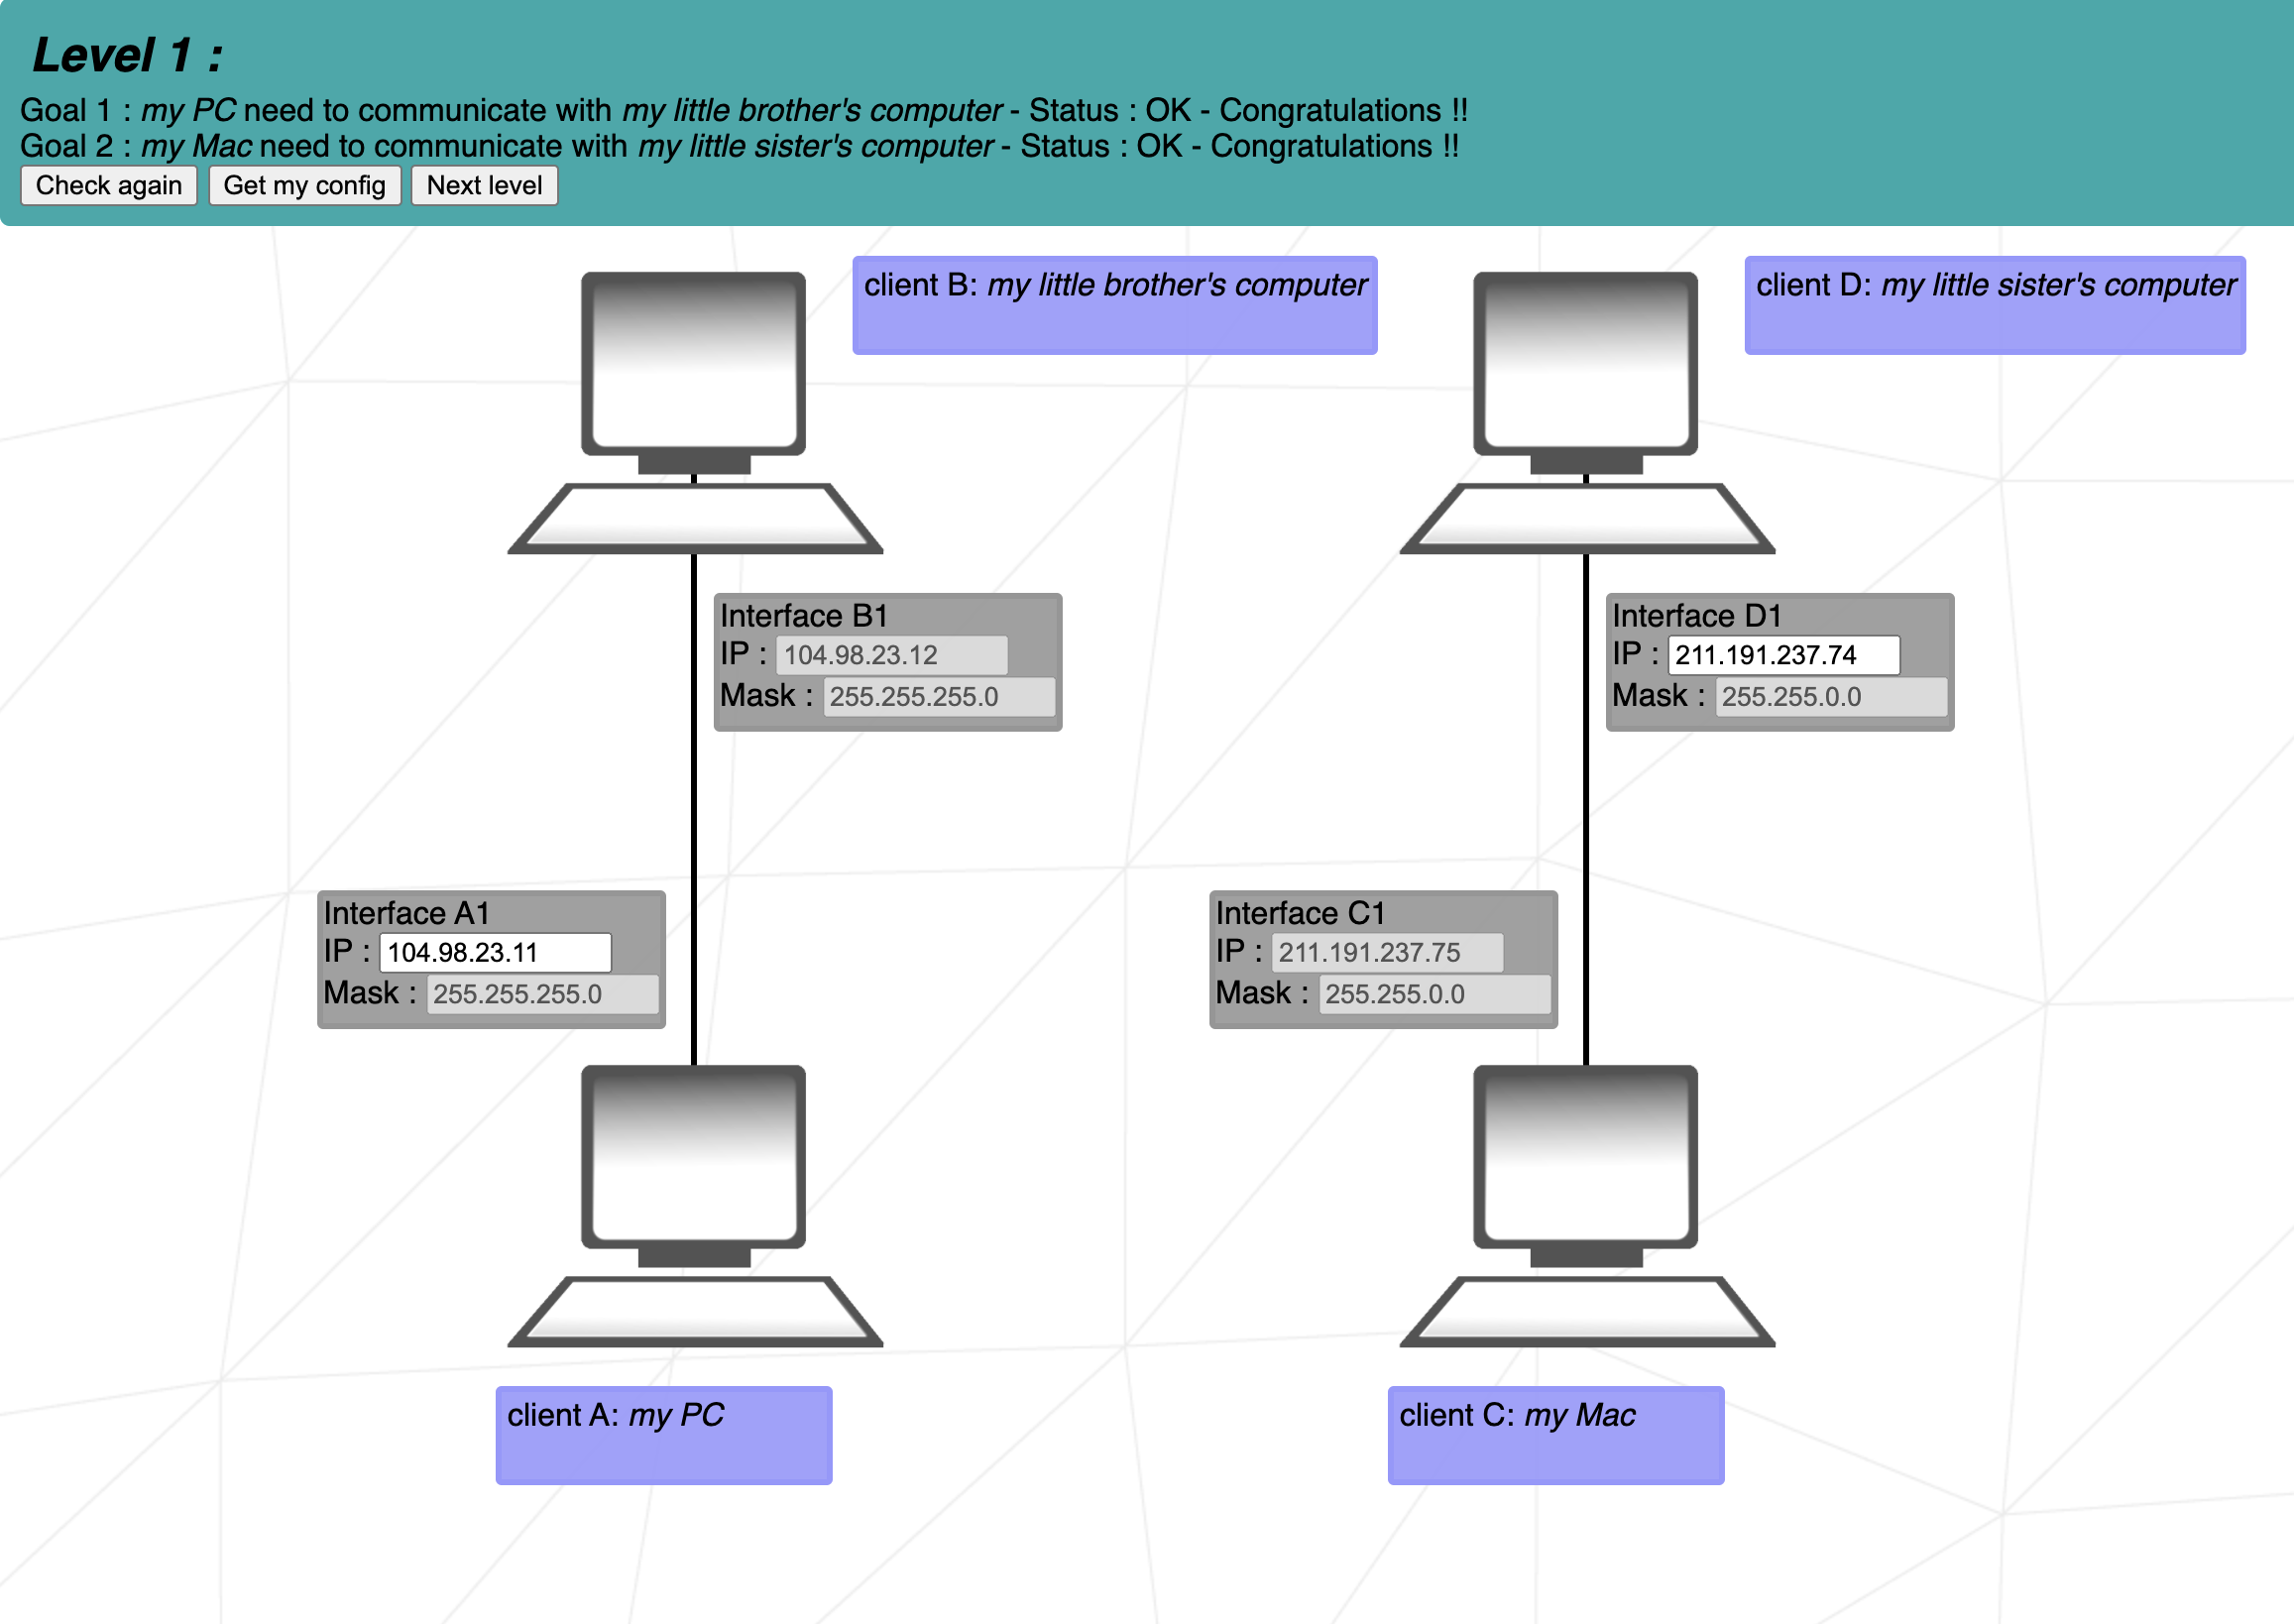 Level 1 :
Goal 1 : my PC need to communicate with my little brother's computer - Status : OK - Congratulations !!
Goal 2 : my Mac need to communicate with my little sister's computer - Status : OK - Congratulations !!
Check again Get my config Next level
client B: my little brother's computer
client D: my little sister's computer
Interface B1
IP : 104.98.23.12
Mask : 255.255.255.0
Interface D1
IP : 211.191.237.74
Mask : 255.255.0.0
Interface A1
IP : 104.98.23.11
Mask : 255.255.255.0
Interface C1
IP : 211.191.237.75
Mask : 255.255.0.0
client A: my PC
client C: my Mac